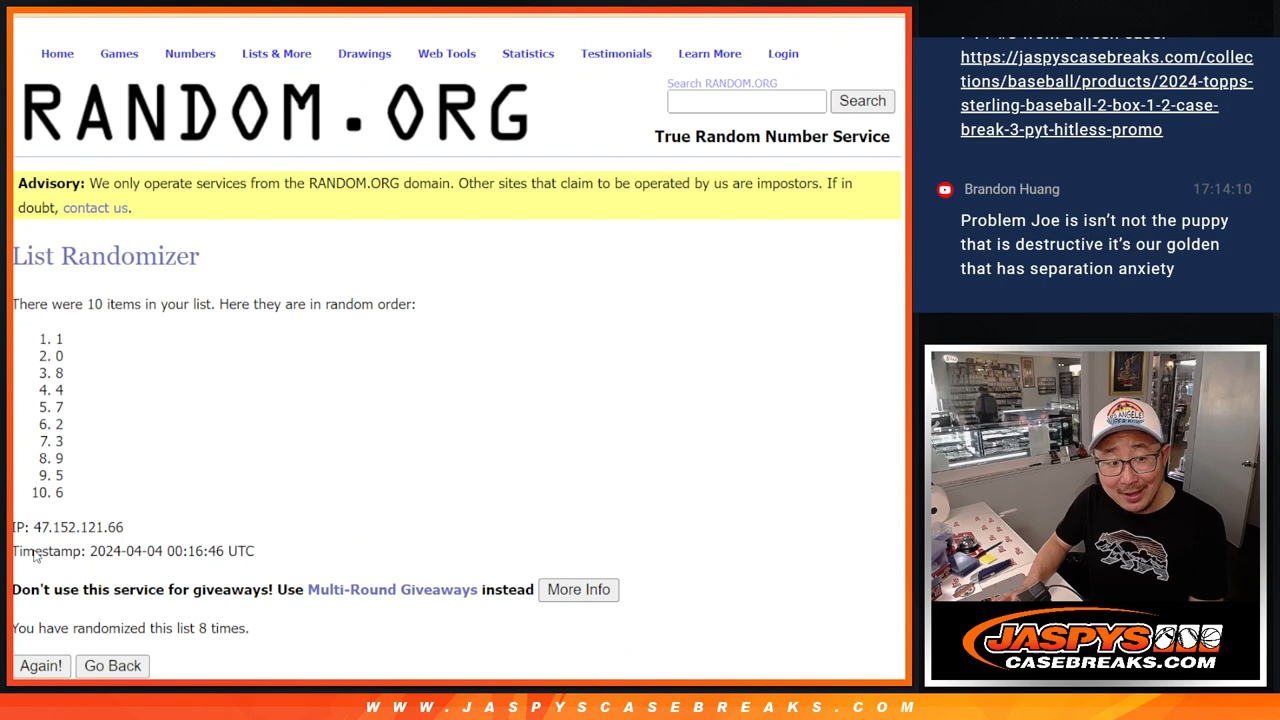 Home Games Numbers Lists & More Drawings Web Tools Statistics Testimonials Learn More Login
RANDOM.ORG
Search RANDOM.ORG
Search
True Random Number Service
Advisory: We only operate services from the RANDOM.ORG domain. Other sites that claim to be operated by us are impostors. If in
doubt, contact us.
List Randomizer
There were 10 items in your list. Here they are in random order:
1. 1
2. 0
3. 8
4. 4
5. 7
6. 2
7. 3
8. 9
9. 5
10. 6
IP: 47.152.121.66
Timestamp: 2024-04-04 00:16:46 UTC
Don't use this service for giveaways! Use Multi-Round Giveaways instead More Info
You have randomized this list 8 times.
Again! Go Back
https://jaspyscasebreaks.com/collec
tions/baseball/products/2024-topps-
sterling-baseball-2-box-1-2-case-
break-3-pyt-hitless-promo
Brandon Huang 17:14:10
Problem Joe is isn't not the puppy
that is destructive it's our golden
that has separation anxiety
JASPYS
CASEBREAKS.COM
WWW.JASPYSCASEBREAKS.COM